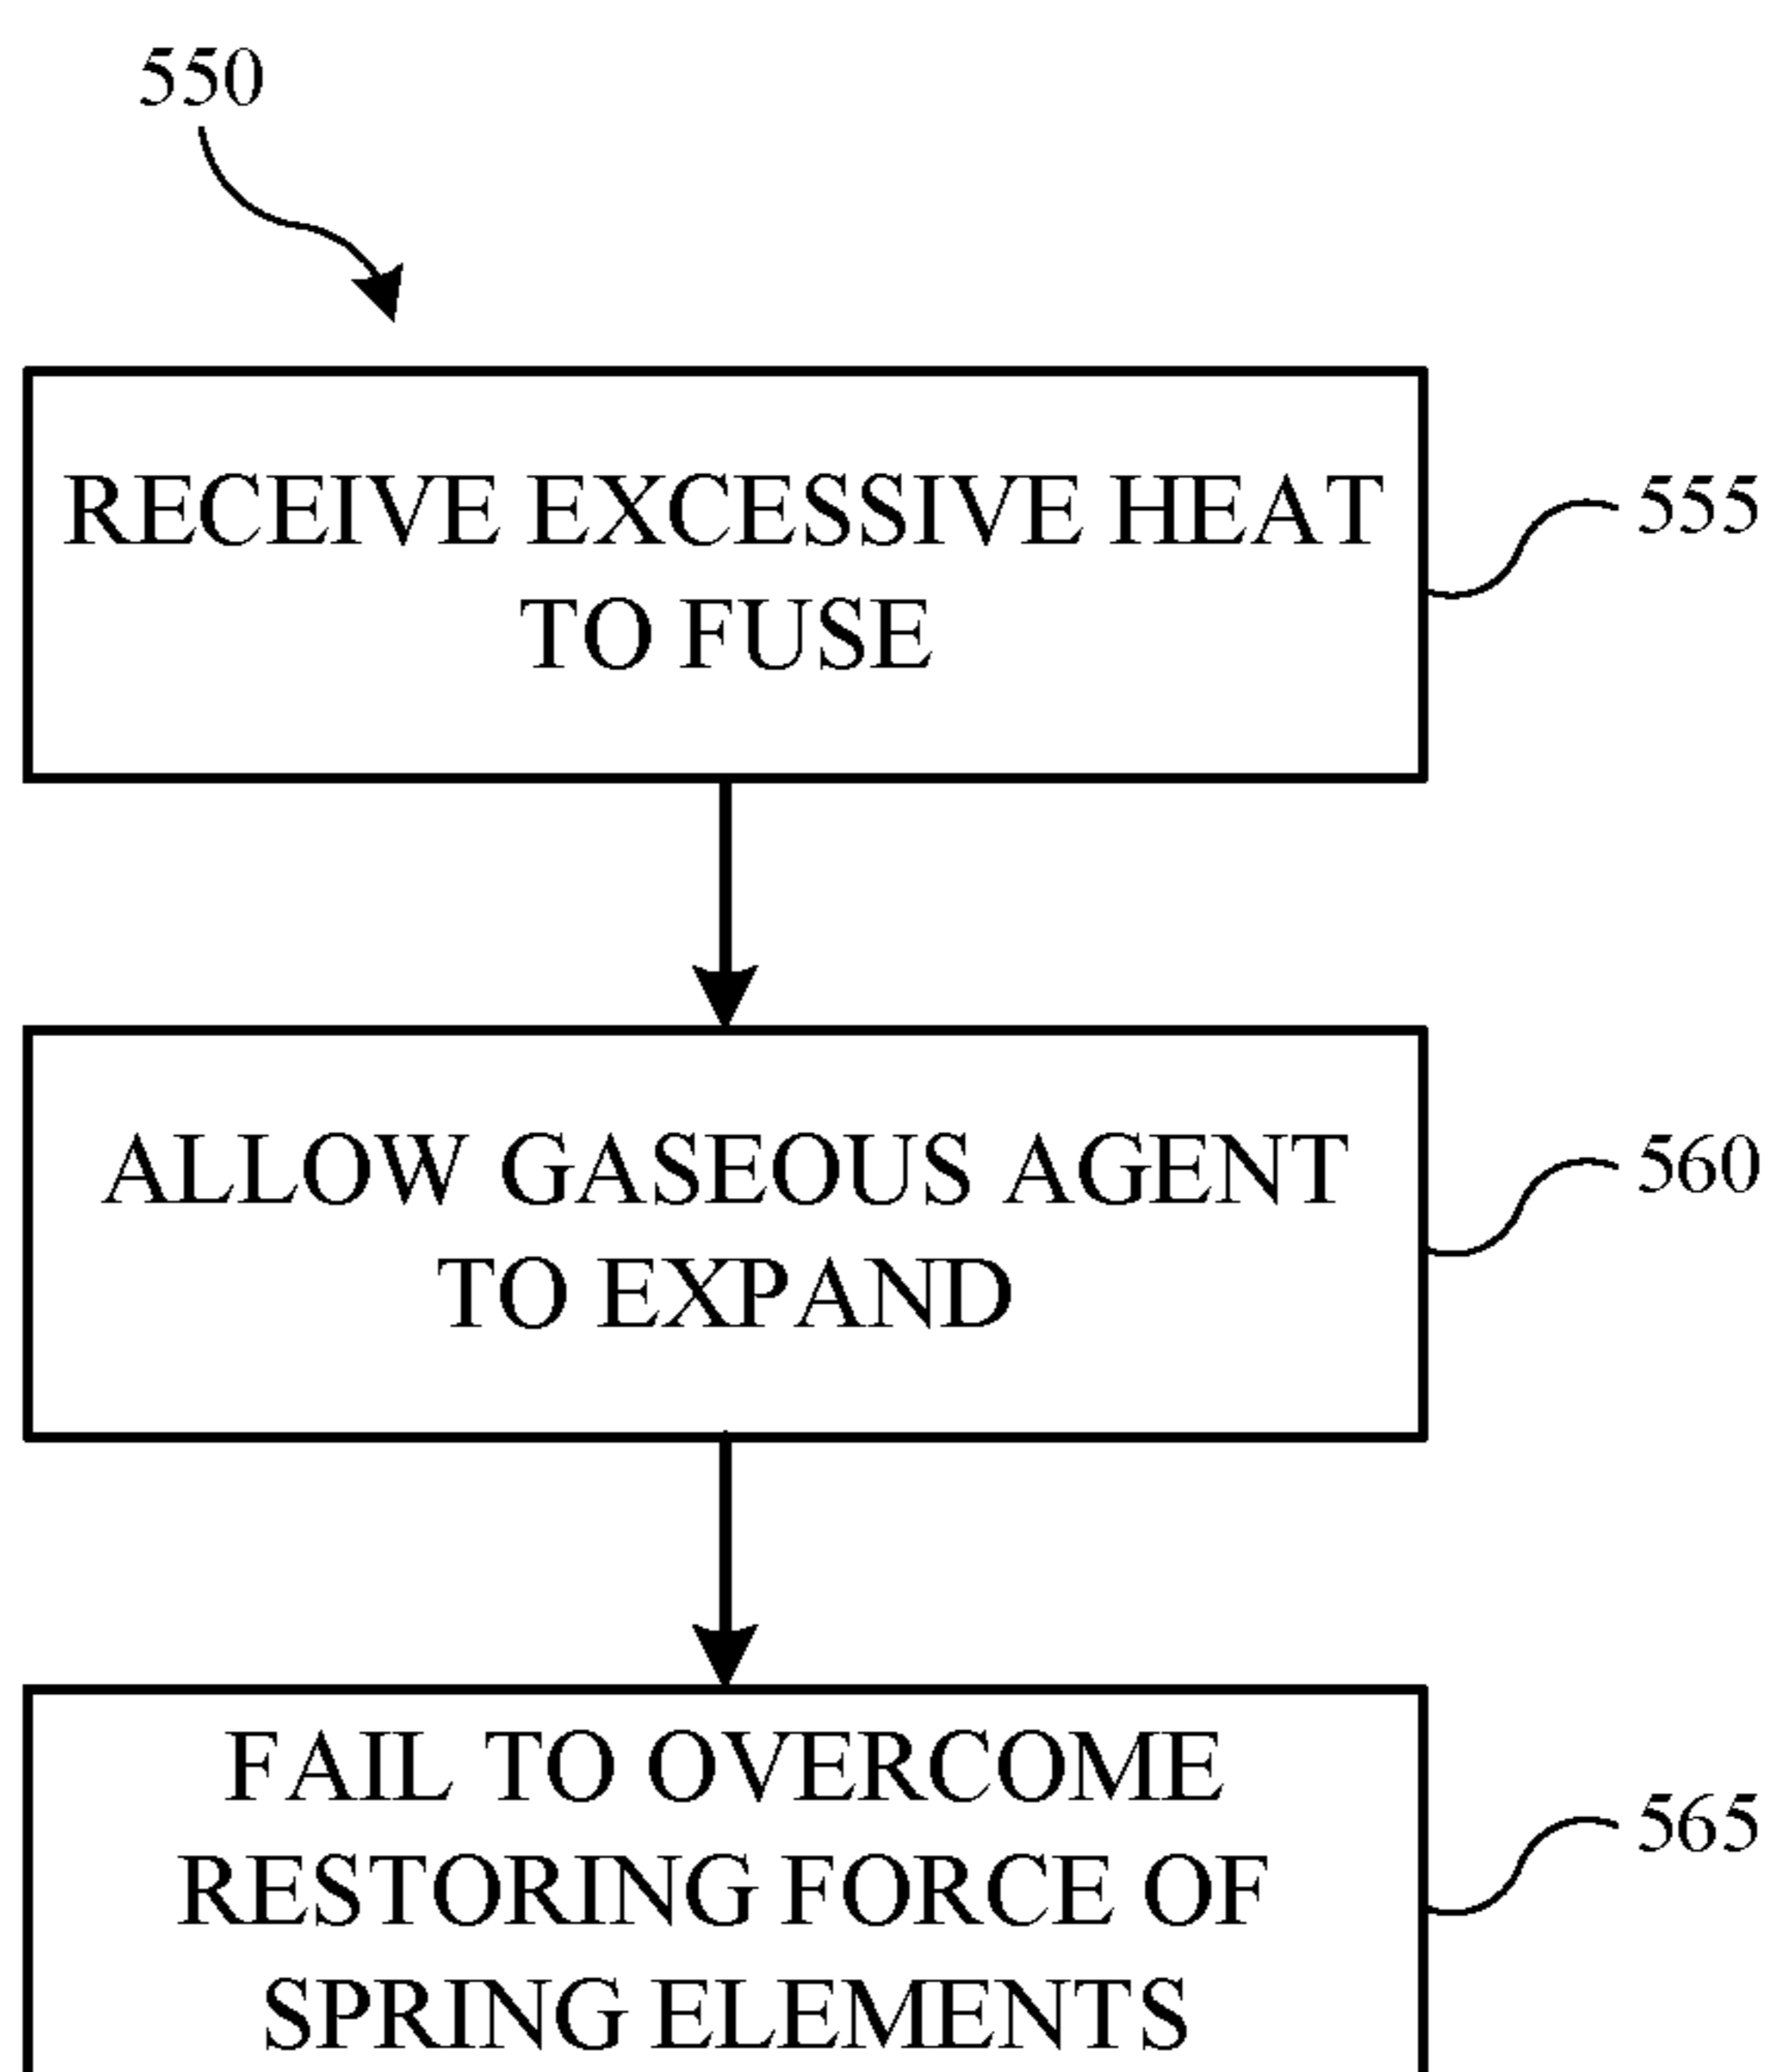 550
RECEIVE EXCESSIVE HEAT
TO FUSE
555
ALLOW GASEOUS AGENT
TO EXPAND
560
FAIL TO OVERCOME
RESTORING FORCE OF
SPRING ELEMENTS
565